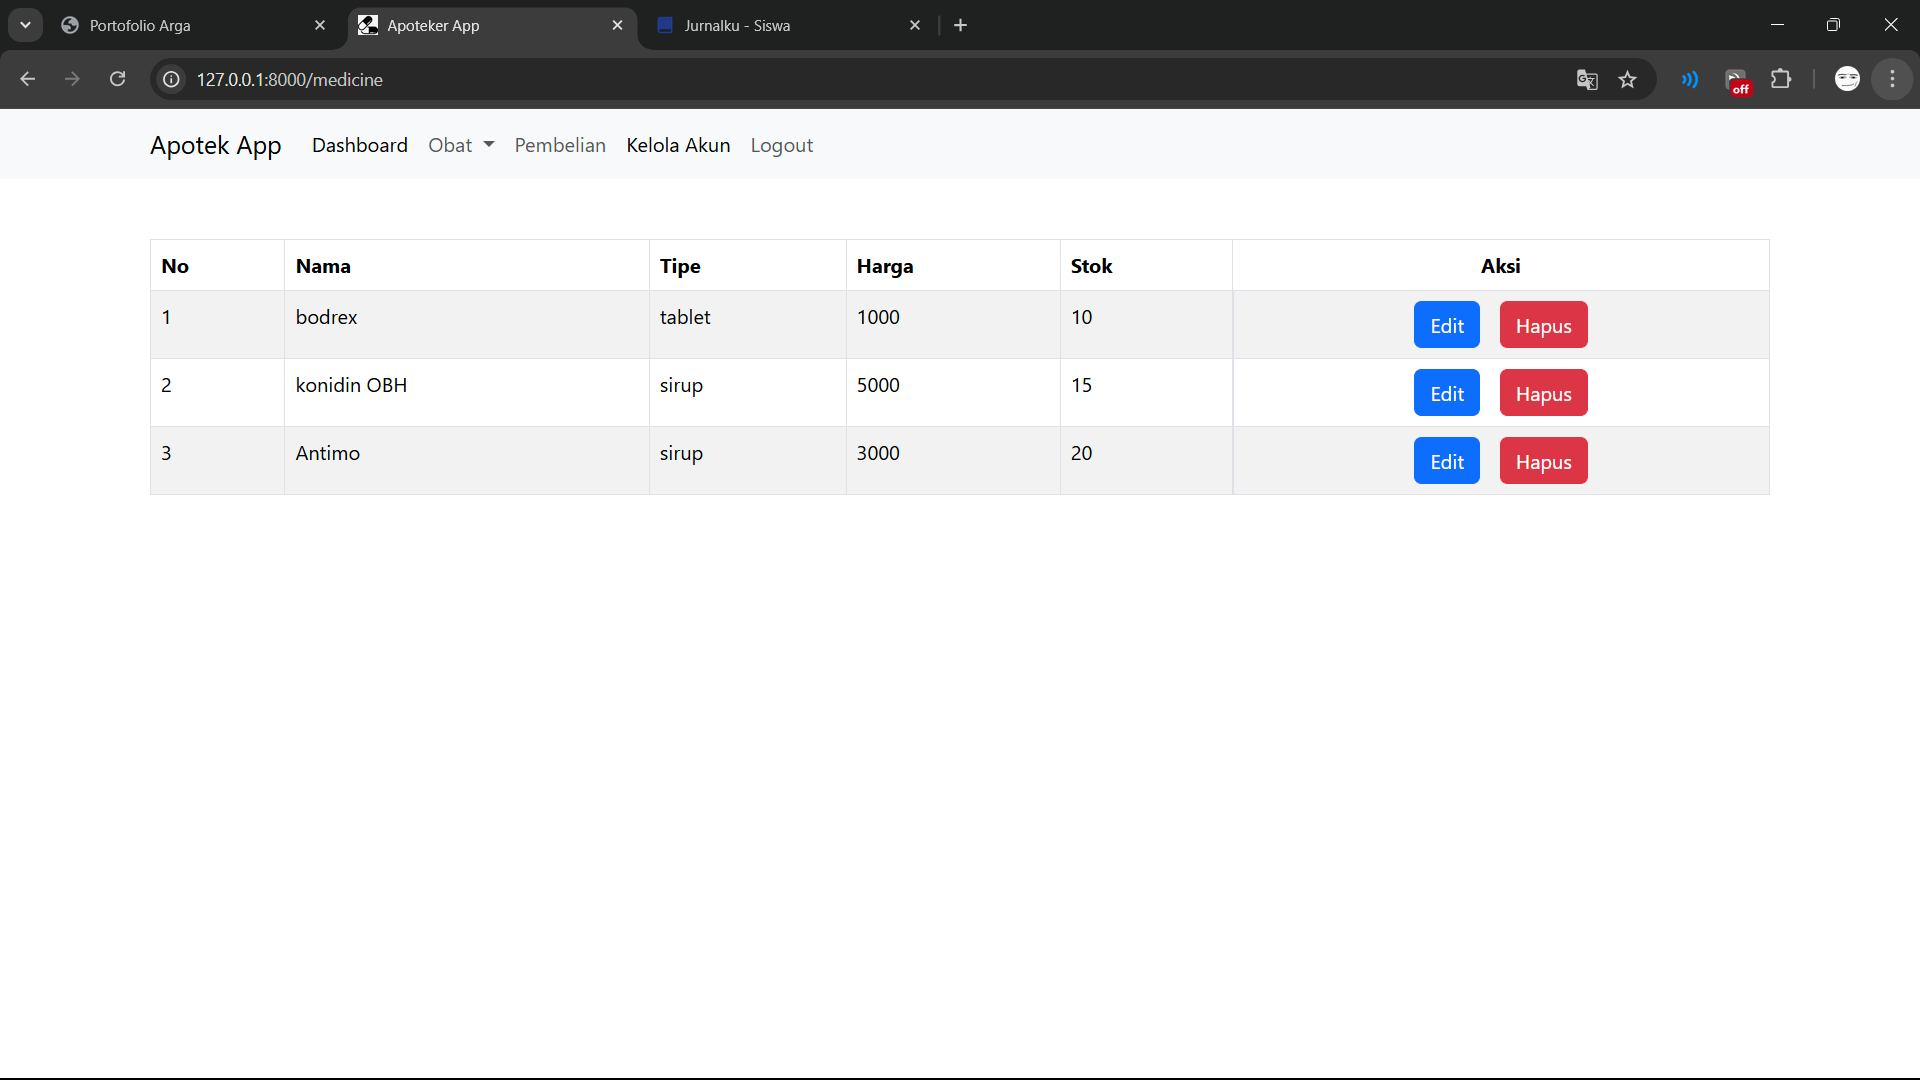 Portofolio Arga
Apoteker App
Jurnalku - Siswa
127.0.0.1:8000/medicine
off
Apotek App Dashboard Obat Pembelian Kelola Akun Logout
No Nama Tipe Harga Stok Aksi
1 bodrex tablet 1000 10 Edit Hapus
2 konidin OBH sirup 5000 15 Edit Hapus
3 Antimo sirup 3000 20 Edit Hapus